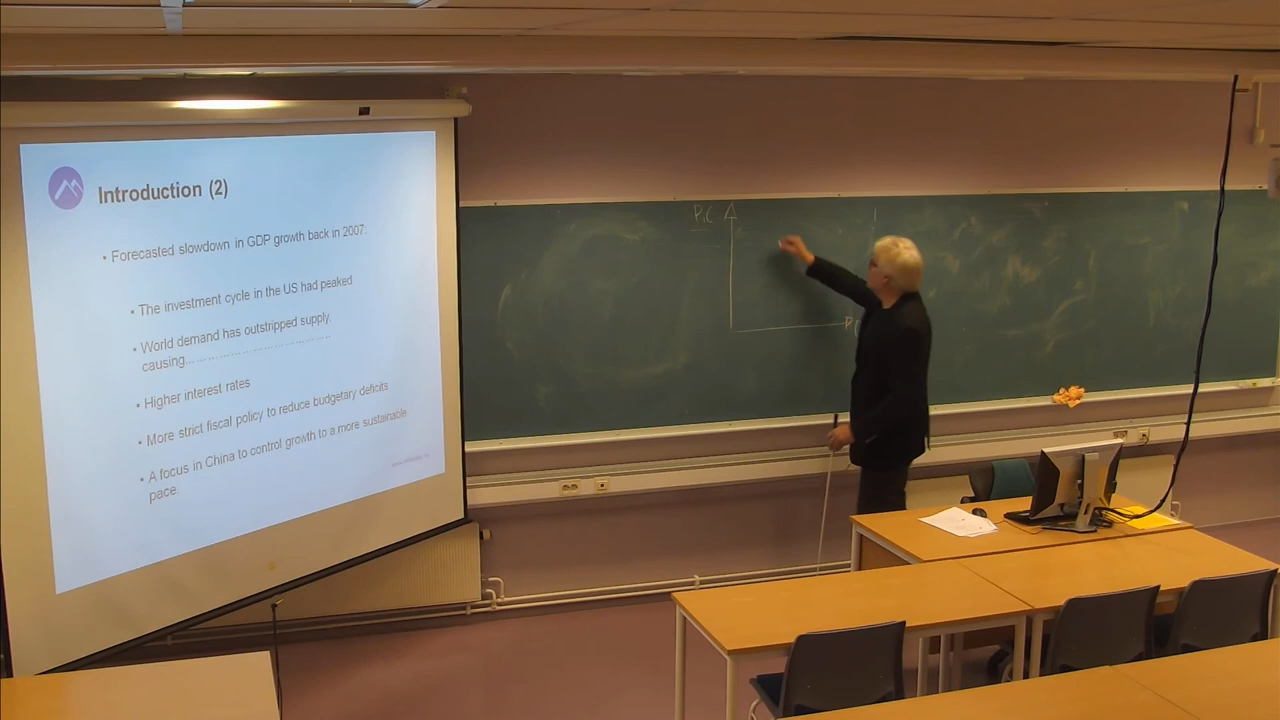 Introduction (2)
• Forecasted slowdown in GDP growth back in 2007:
• The investment cycle in the US had peaked
• World demand has outstripped supply.
causing……………………………
• Higher interest rates
• More strict fiscal policy to reduce budgetary deficits
• A focus in China to control growth to a more sustainable
pace.